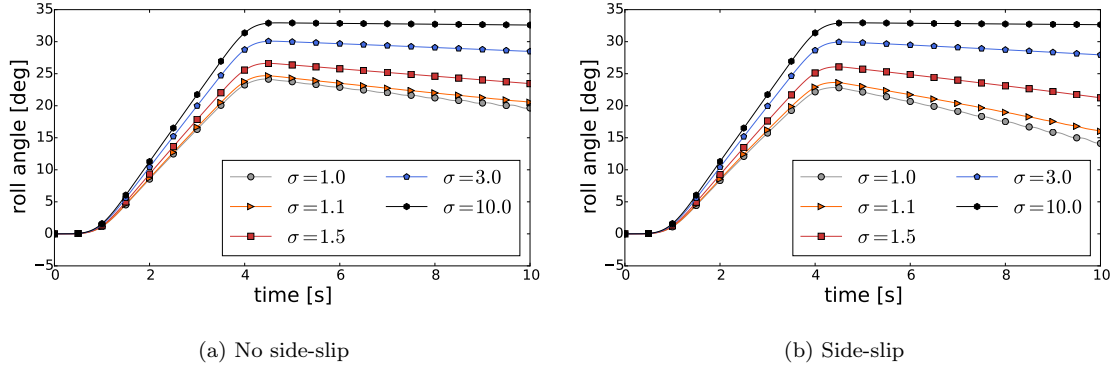 35
30
25
20
15
10
5
0
−5
roll angle [deg]
0 2 4 6 8 10
time [s]
σ=1.0
σ=1.1
σ=1.5
σ=3.0
σ=10.0
(a) No side-slip
35
30
25
20
15
10
5
0
−5
roll angle [deg]
0 2 4 6 8 10
time [s]
σ=1.0
σ=1.1
σ=1.5
σ=3.0
σ=10.0
(b) Side-slip